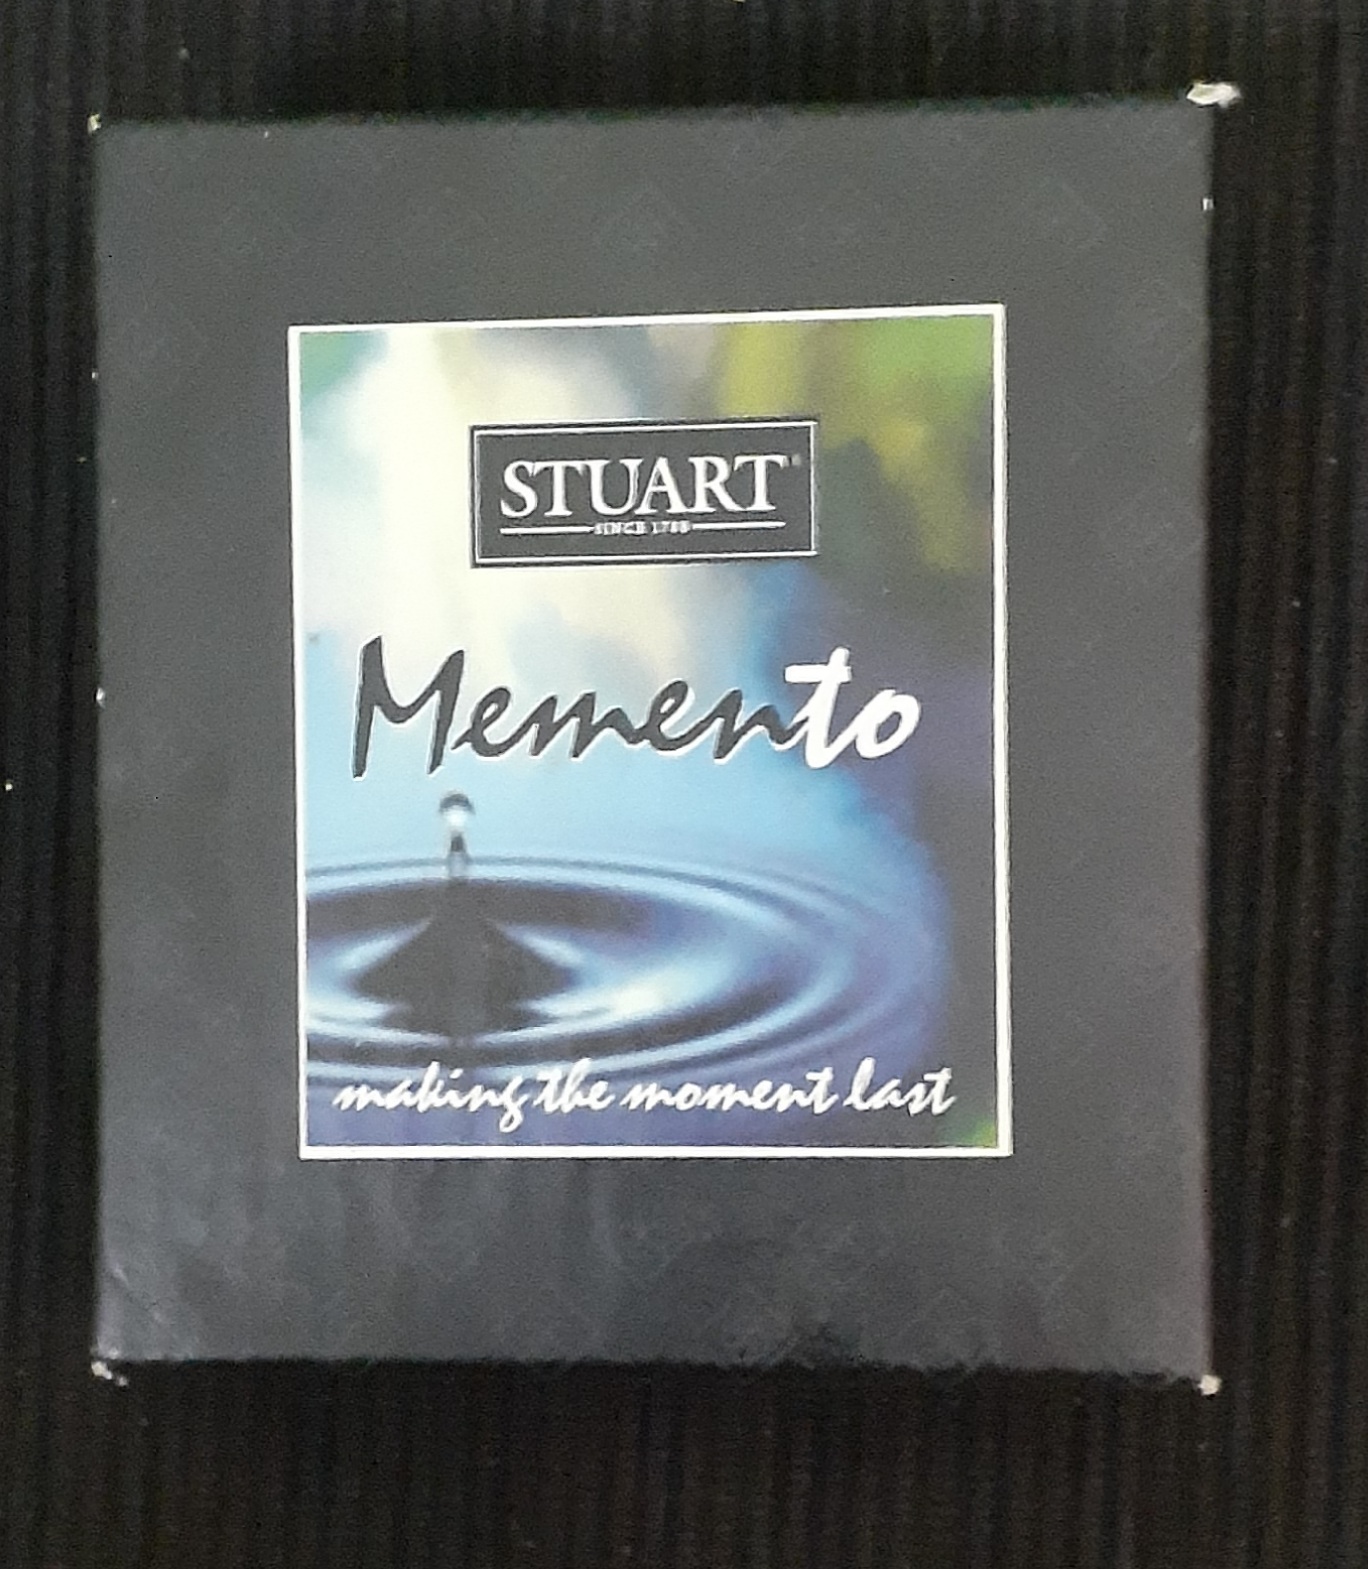 STUART®
SINCE 1788
Memento
making the moment last